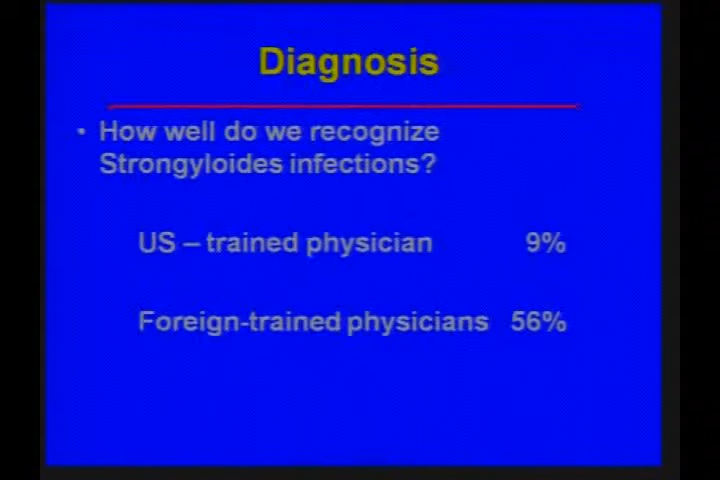 Diagnosis
• How well do we recognize
Strongyloides infections?
US – trained physician 9%
Foreign-trained physicians 56%